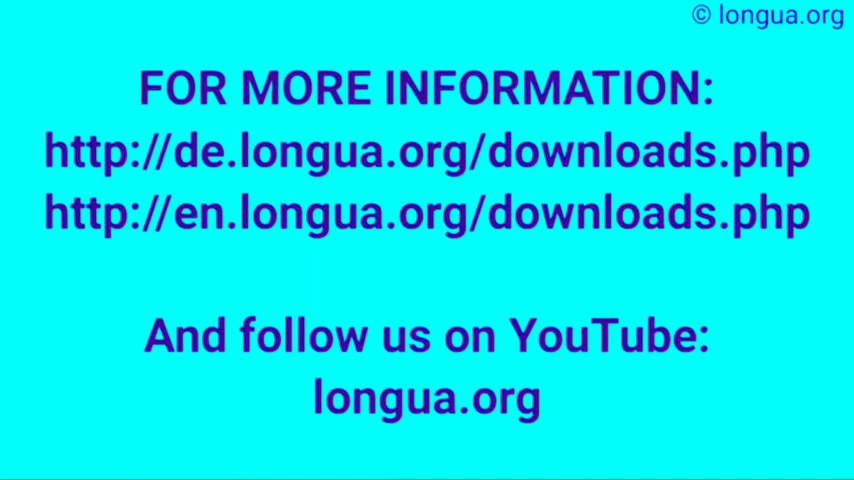 © longua.org
FOR MORE INFORMATION:
http://de.longua.org/downloads.php
http://en.longua.org/downloads.php
And follow us on YouTube:
longua.org